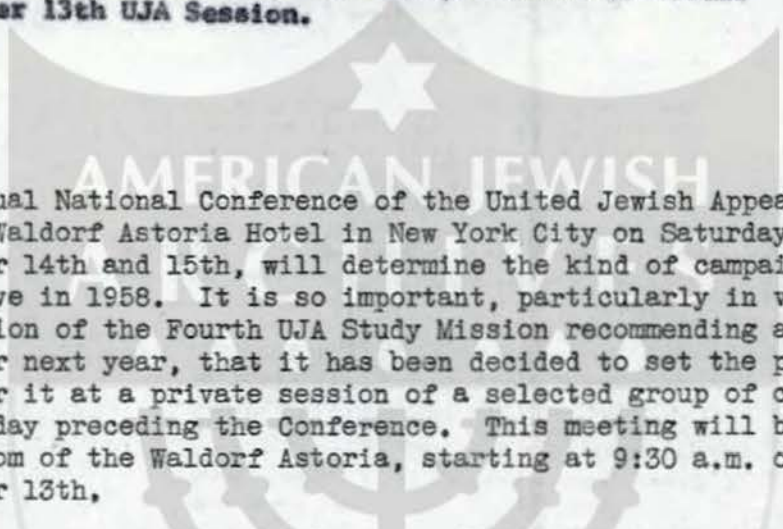 er 13th UJA Session.
AMERICAN JEWISH
ARCHIVES
nal National Conference of the United Jewish Appea
Waldorf Astoria Hotel in New York City on Saturday
r 14th and 15th, will determine the kind of campai
ve in 1958. It is so important, particularly in
ion of the Fourth UJA Study Mission recommending a
r next year, that it has been decided to set the p
r it at a private session of a selected group of
day preceding the Conference. This meeting will b
om of the Waldorf Astoria, starting at 9:30 a.m.
r 13th,